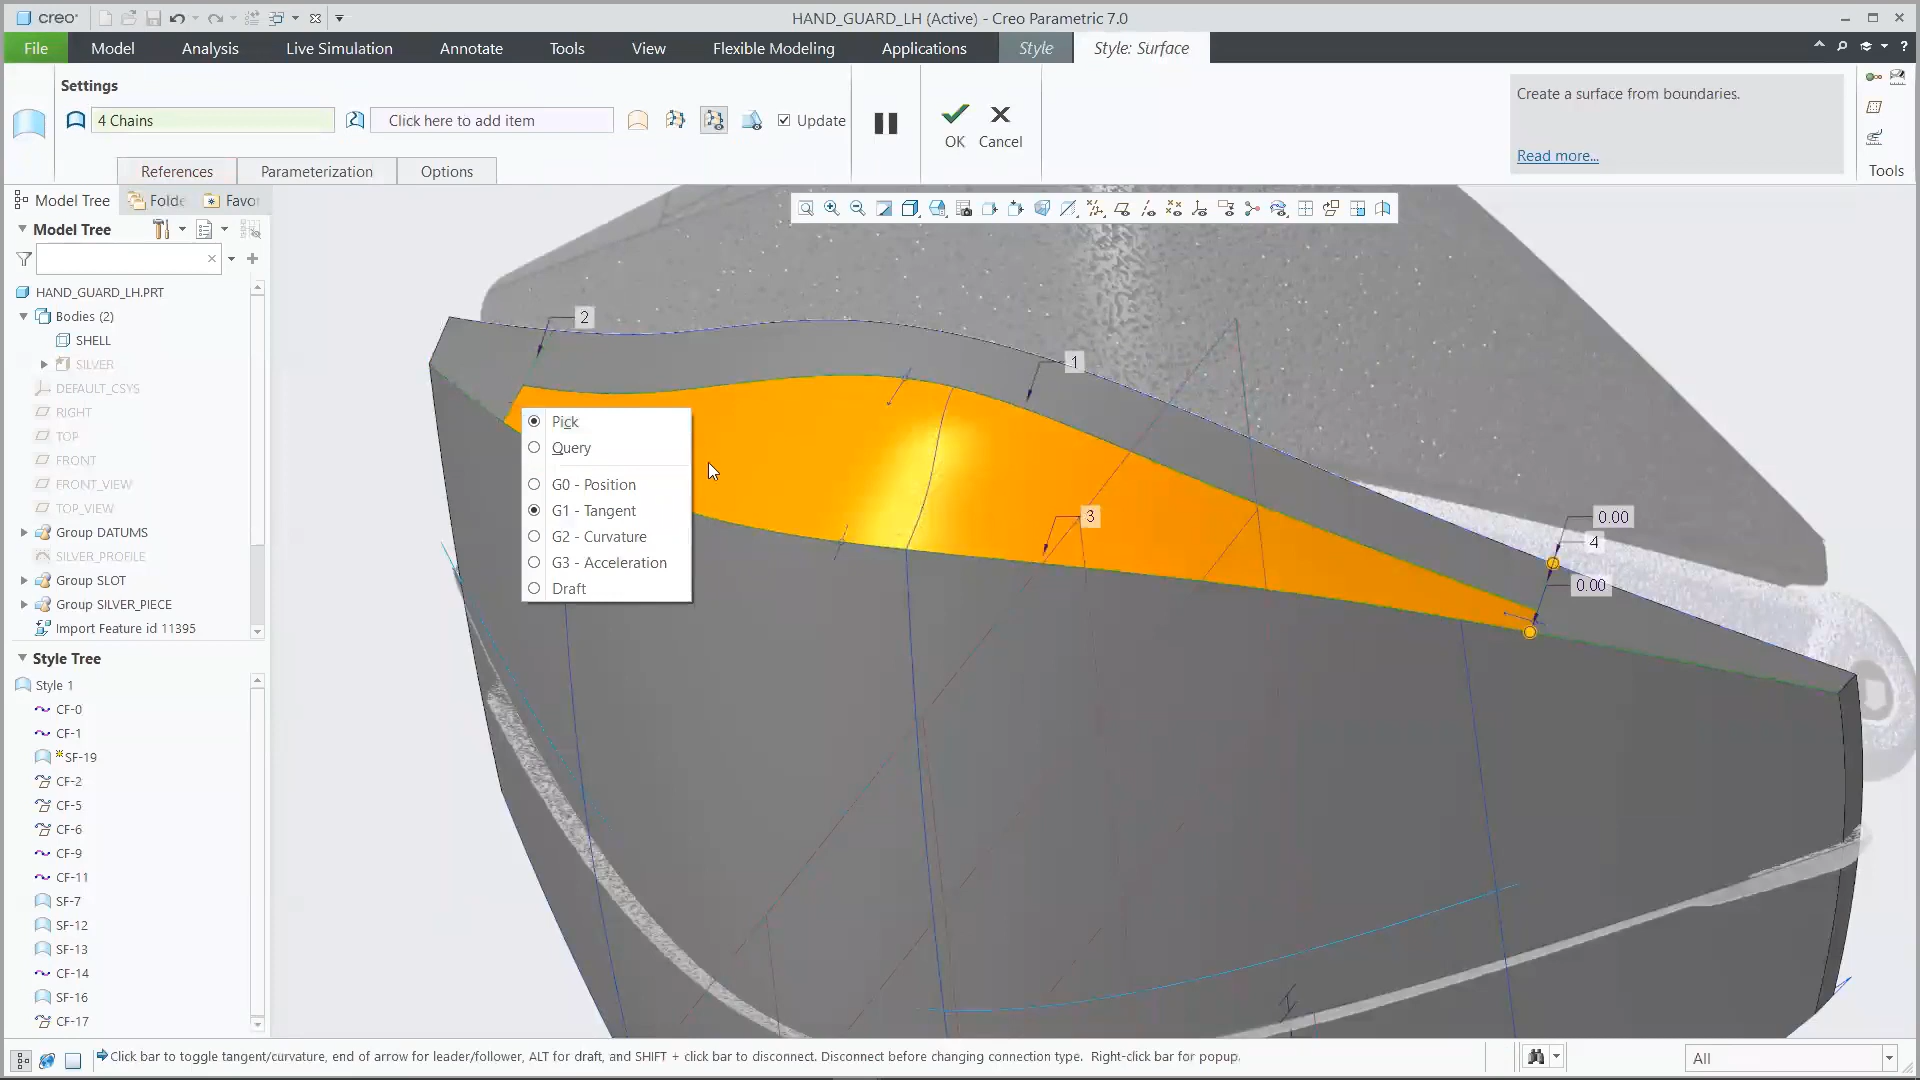 creo
HAND_GUARD_LH (Active) - Creo Parametric 7.0
File Model Analysis Live Simulation Annotate Tools View Flexible Modeling Applications Style Style: Surface
Settings
4 Chains
Click here to add item
Update
OK
Cancel
Create a surface from boundaries.
Read more...
Tools
References Parameterization Options
Model Tree Folde Favo
Model Tree
HAND_GUARD_LH.PRT
Bodies (2)
SHELL
SILVER
DEFAULT_CSYS
RIGHT
TOP
FRONT
FRONT_VIEW
TOP_VIEW
Group DATUMS
SILVER_PROFILE
Group SLOT
Group SILVER_PIECE
Import Feature id 11395
Style Tree
Style 1
CF-0
CF-1
*SF-19
CF-2
CF-5
CF-6
CF-9
CF-11
SF-7
SF-12
SF-13
CF-14
SF-16
CF-17
2
1
3
0.00
4
0.00
Pick
Query
G0 - Position
G1 - Tangent
G2 - Curvature
G3 - Acceleration
Draft
Click bar to toggle tangent/curvature, end of arrow for leader/follower, ALT for draft, and SHIFT + click bar to disconnect. Disconnect before changing connection type. Right-click bar for popup.
All